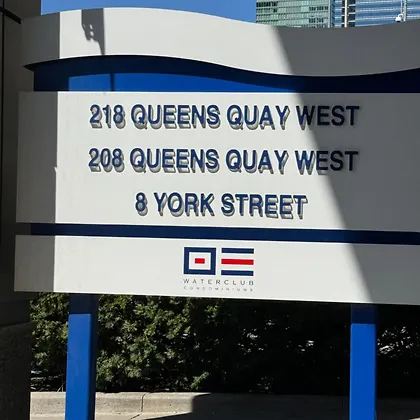 218 QUEENS QUAY WEST
208 QUEENS QUAY WEST
8 YORK STREET
WATERCLUB
CONDOMINIUMS